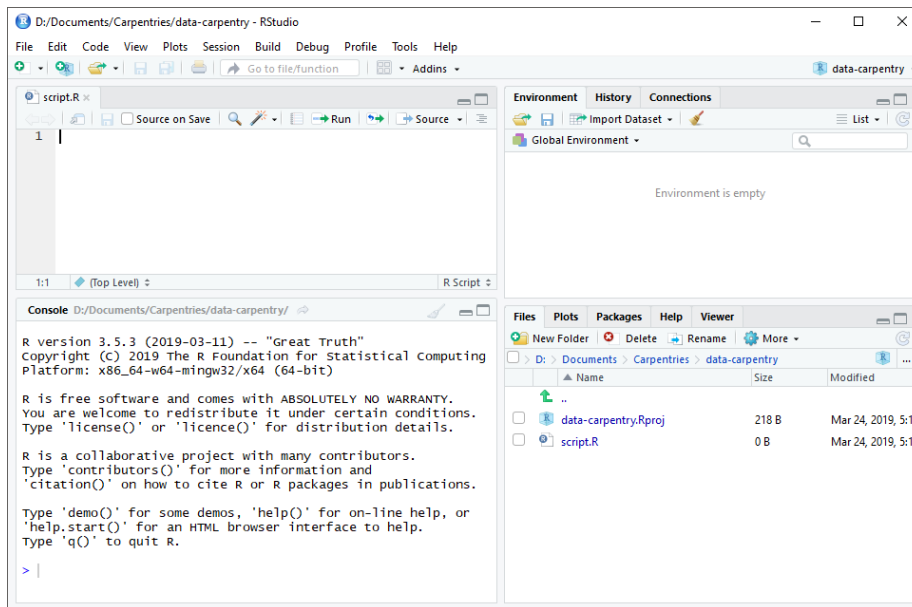 D:/Documents/Carpentries/data-carpentry - RStudio
File Edit Code View Plots Session Build Debug Profile Tools Help
Go to file/function Addins data-carpentry
script.R
Source on Save Run Source
1
1:1 (Top Level) R Script
Console D:/Documents/Carpentries/data-carpentry/
R version 3.5.3 (2019-03-11) -- "Great Truth"
Copyright (C) 2019 The R Foundation for Statistical Computing
Platform: x86_64-w64-mingw32/x64 (64-bit)
R is free software and comes with ABSOLUTELY NO WARRANTY.
You are welcome to redistribute it under certain conditions.
Type 'license()' or 'licence()' for distribution details.
R is a collaborative project with many contributors.
Type 'contributors()' for more information and
'citation()' on how to cite R or R packages in publications.
Type 'demo()' for some demos, 'help()' for on-line help, or
'help.start()' for an HTML browser interface to help.
Type 'q()' to quit R.
>
Environment History Connections
Import Dataset List
Global Environment
Environment is empty
Files Plots Packages Help Viewer
New Folder Delete Rename More
D: > Documents > Carpentries > data-carpentry ...
Name Size Modified
..
data-carpentry.Rproj 218 B Mar 24, 2019, 5:1
script.R 0 B Mar 24, 2019, 5:1